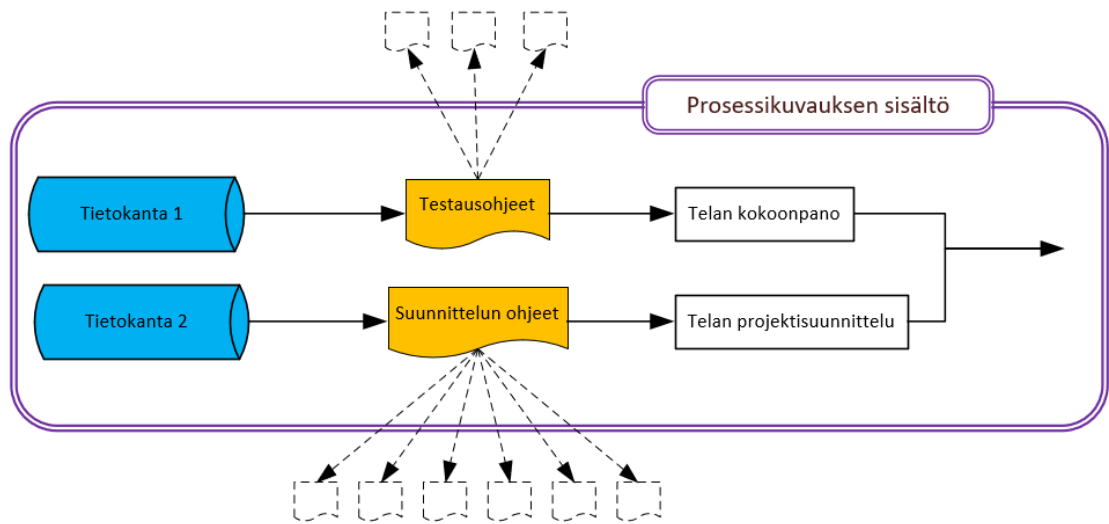 Prosessikuvauksen sisältö
Tietokanta 1
Testausohjeet
Telan kokoonpano
Tietokanta 2
Suunnittelun ohjeet
Telan projektisuunnittelu